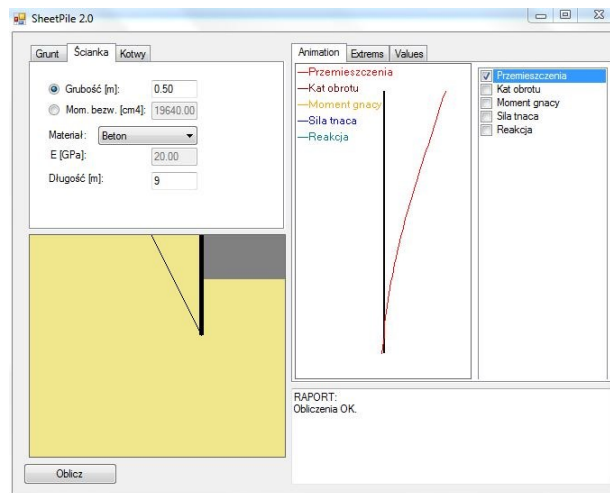 SheetPile 2.0
Grunt Ścianka Kotwy
Grubość [m]: 0.50
Mom. bezw. [cm4]: 19640.00
Materiał: Beton
E [GPa]: 20.00
Długość [m]: 9
Oblicz
Animation Extrems Values
Przemieszczenia
Kat obrotu
Moment gnacy
Sila tnaca
Reakcja
Przemieszczenia
Kat obrotu
Moment gnacy
Sila tnaca
Reakcja
RAPORT:
Obliczenia OK.